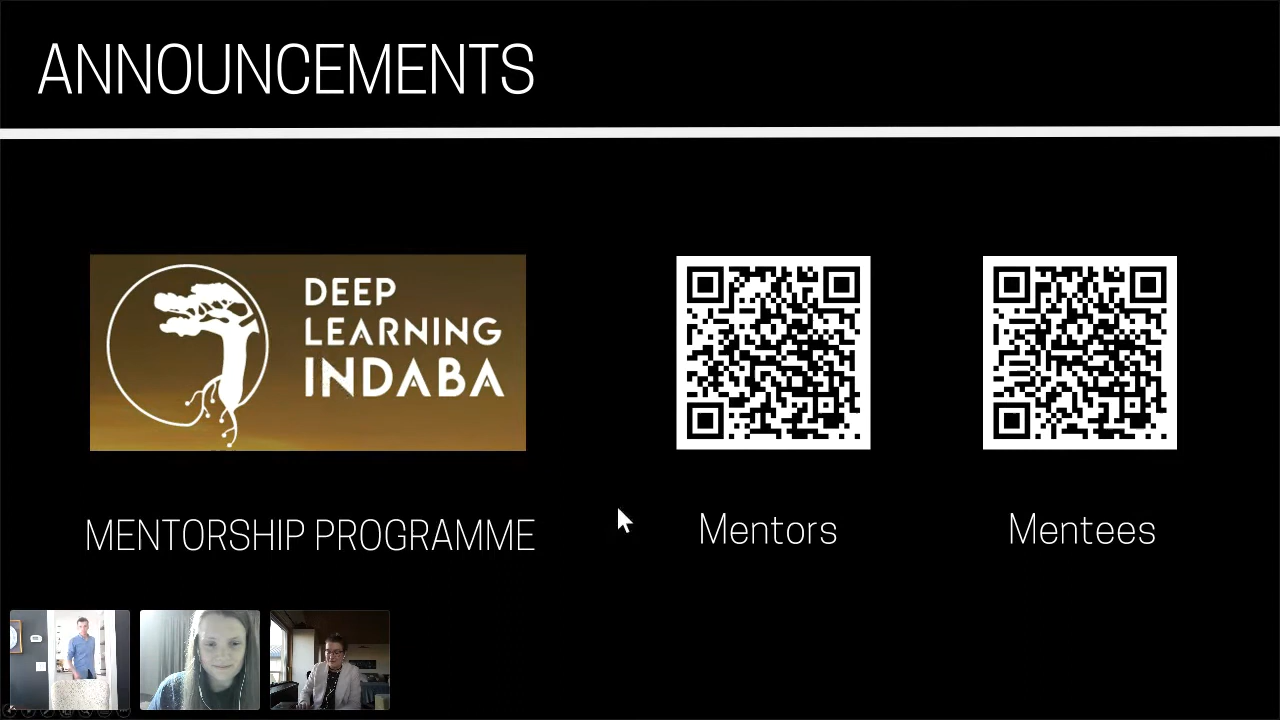 ANNOUNCEMENTS
DEEP
LEARNING
INDABA
MENTORSHIP PROGRAMME
Mentors
Mentees